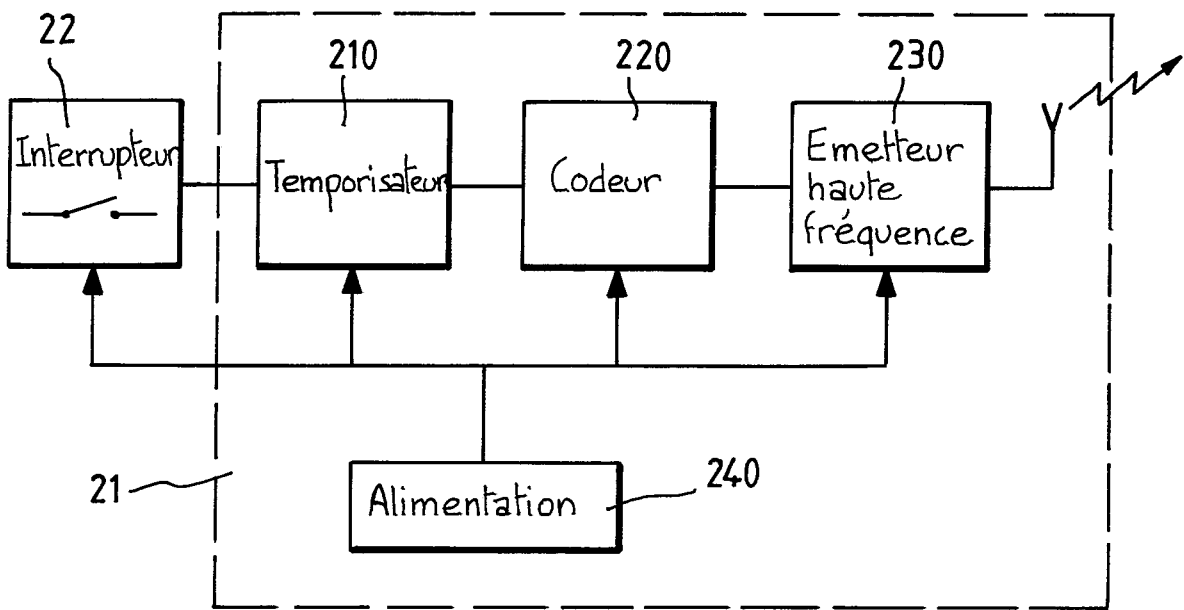 22
210
220
230
Interrupteur
Temporisateur
Codeur
Emetteur
haute
fréquence
21
Alimentation
240